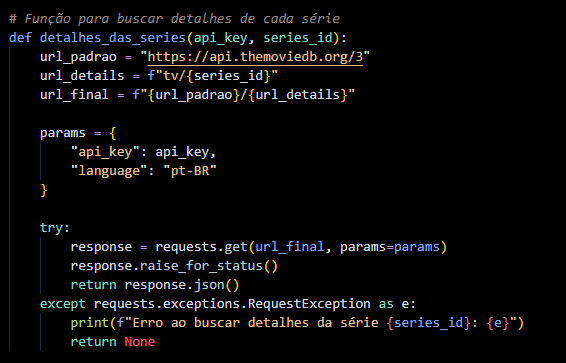 # Função para buscar detalhes de cada série
def detalhes_das_series(api_key, series_id):
    url_padrao = "https://api.themoviedb.org/3"
    url_details = f"tv/{series_id}"
    url_final = f"{url_padrao}/{url_details}"

    params = {
        "api_key": api_key,
        "language": "pt-BR"
    }

    try:
        response = requests.get(url_final, params=params)
        response.raise_for_status()
        return response.json()
    except requests.exceptions.RequestException as e:
        print(f"Erro ao buscar detalhes da série {series_id}: {e}")
        return None